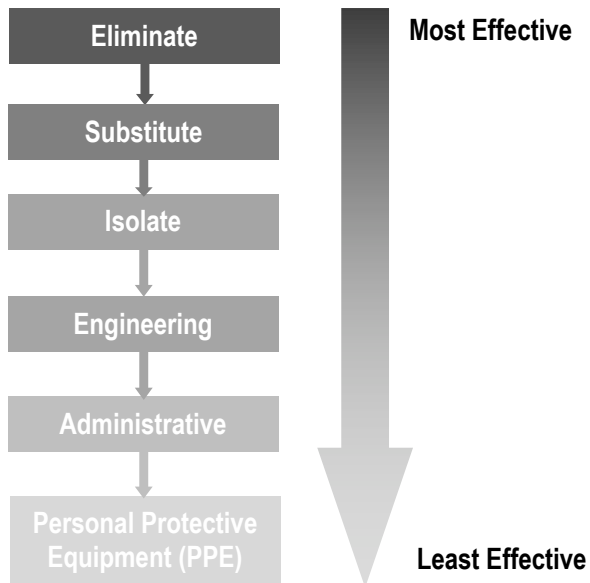 Eliminate
Most Effective
Substitute
Isolate
Engineering
Administrative
Personal Protective
Equipment (PPE)
Least Effective